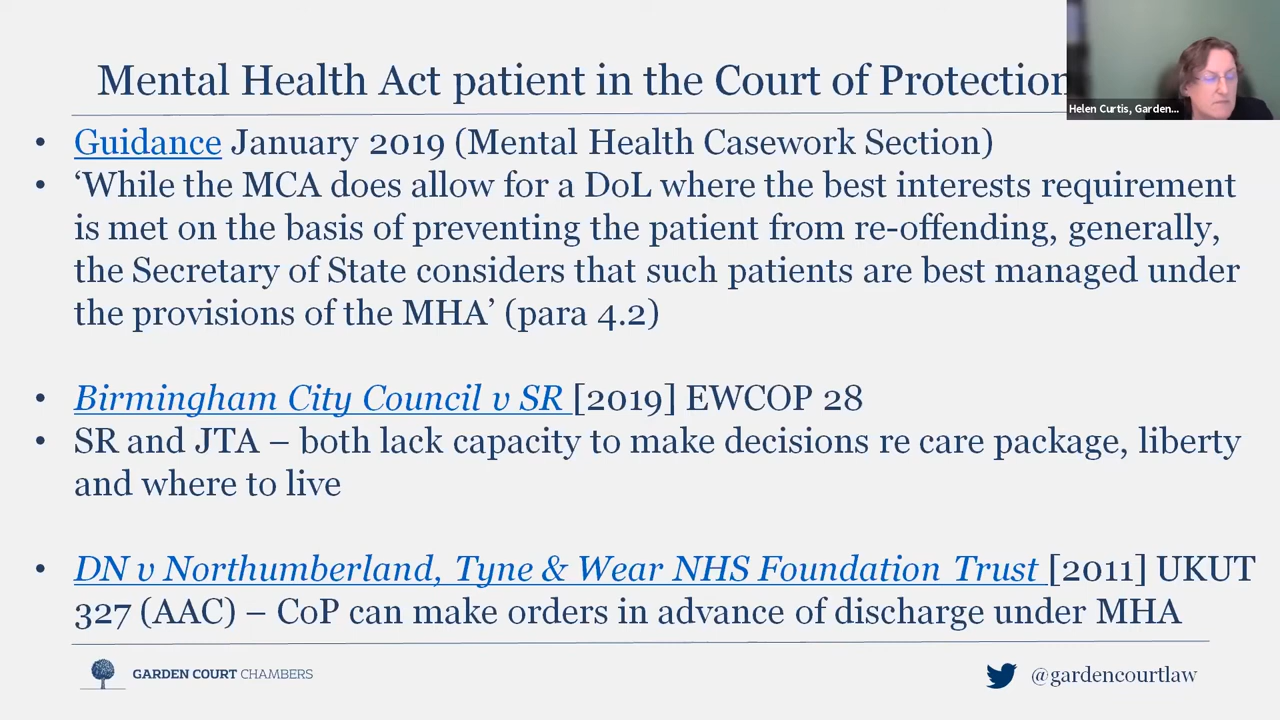 Mental Health Act patient in the Court of Protection
Helen Curtis, Garden...
• Guidance January 2019 (Mental Health Casework Section)
• ‘While the MCA does allow for a DoL where the best interests requirement
is met on the basis of preventing the patient from re-offending, generally,
the Secretary of State considers that such patients are best managed under
the provisions of the MHA’ (para 4.2)
• Birmingham City Council v SR [2019] EWCOP 28
• SR and JTA – both lack capacity to make decisions re care package, liberty
and where to live
• DN v Northumberland, Tyne & Wear NHS Foundation Trust [2011] UKUT
327 (AAC) – CoP can make orders in advance of discharge under MHA
GARDEN COURT CHAMBERS
@gardencourtlaw